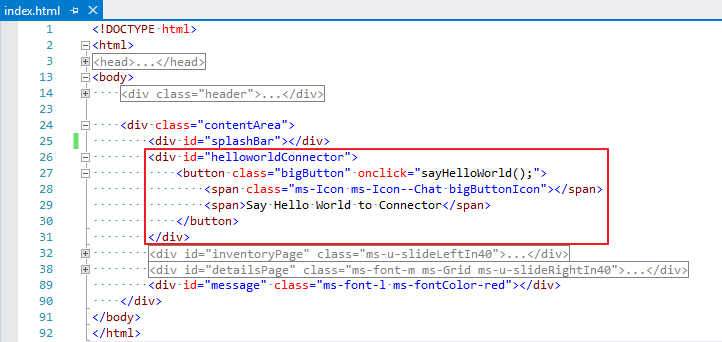 index.html
1 <!DOCTYPE html>
2 <html>
3 <head>...</head>
13 <body>
14 <div class="header">...</div>
23
24 <div class="contentArea">
25 <div id="splashBar"></div>
26 <div id="helloworldConnector">
27 <button class="bigButton" onclick="sayHelloWorld();">
28 <span class="ms-Icon ms-Icon--Chat bigButtonIcon"></span>
29 <span>Say Hello World to Connector</span>
30 </button>
31 </div>
32 <div id="inventoryPage" class="ms-u-slideLeftIn40">...</div>
38 <div id="detailsPage" class="ms-font-m ms-Grid ms-u-slideRightIn40">...</div>
89 <div id="message" class="ms-font-l ms-fontColor-red"></div>
90 </div>
91 </body>
92 </html>